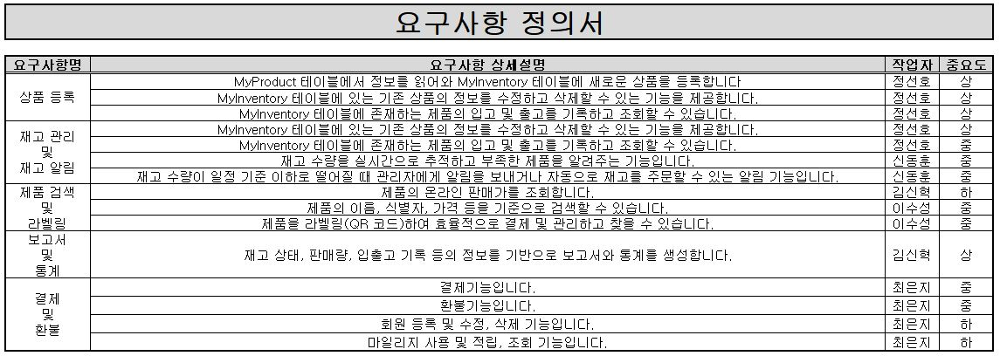 요구사항 정의서
요구사항명 요구사항 상세설명 작업자 중요도
상품 등록
MyProduct 테이블에서 정보를 읽어와 MyInventory 테이블에 새로운 상품을 등록합니다 정선호 상
MyInventory 테이블에 있는 기존 상품의 정보를 수정하고 삭제할 수 있는 기능을 제공합니다. 정선호 상
MyInventory 테이블에 존재하는 제품의 입고 및 출고를 기록하고 조회할 수 있습니다. 정선호 상
재고 관리
및
재고 알림
MyInventory 테이블에 있는 기존 상품의 정보를 수정하고 삭제할 수 있는 기능을 제공합니다. 정선호 상
MyInventory 테이블에 존재하는 제품의 입고 및 출고를 기록하고 조회할 수 있습니다. 정선호 중
재고 수량을 실시간으로 추적하고 부족한 제품을 알려주는 기능입니다. 신동훈 중
재고 수량이 일정 기준 이하로 떨어질 때 관리자에게 알림을 보내거나 자동으로 재고를 주문할 수 있는 알림 기능입니다. 신동훈 중
제품 검색
및
라벨링
제품의 온라인 판매가를 조회합니다. 김신혁 하
제품의 이름, 식별자, 가격 등을 기준으로 검색할 수 있습니다. 이수성 중
제품을 라벨링(QR 코드)하여 효율적으로 결제 및 관리하고 찾을 수 있습니다. 이수성 중
보고서
및
통계
재고 상태, 판매량, 입출고 기록 등의 정보를 기반으로 보고서와 통계를 생성합니다. 김신혁 상
결제
및
환불
결제기능입니다. 최은지 중
환불기능입니다. 최은지 중
회원 등록 및 수정, 삭제 기능입니다. 최은지 하
마일리지 사용 및 적립, 조회 기능입니다. 최은지 하